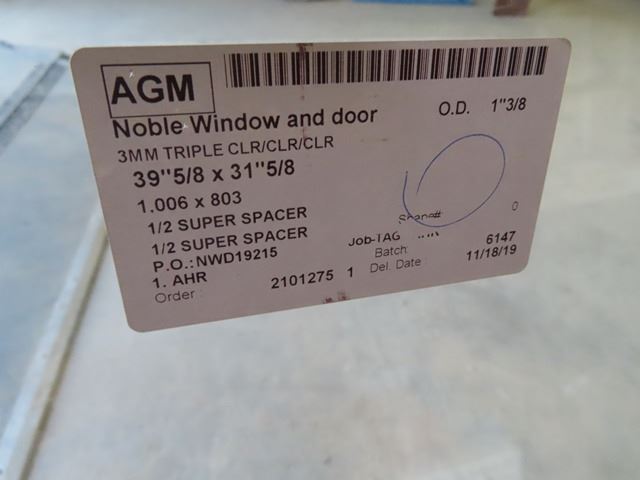 AGM
Noble Window and door
O.D. 1"3/8
3MM TRIPLE CLR/CLR/CLR
39"5/8 x 31"5/8
1.006 x 803
1/2 SUPER SPACER
0
1/2 SUPER SPACER
Job-TAG
P.O.:NWD19215
Batch: 6147
1. AHR
Del. Date: 11/18/19
Order: 2101275 1